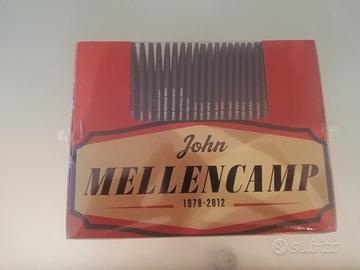 John
MELLENCAMP
1978-2012
subito